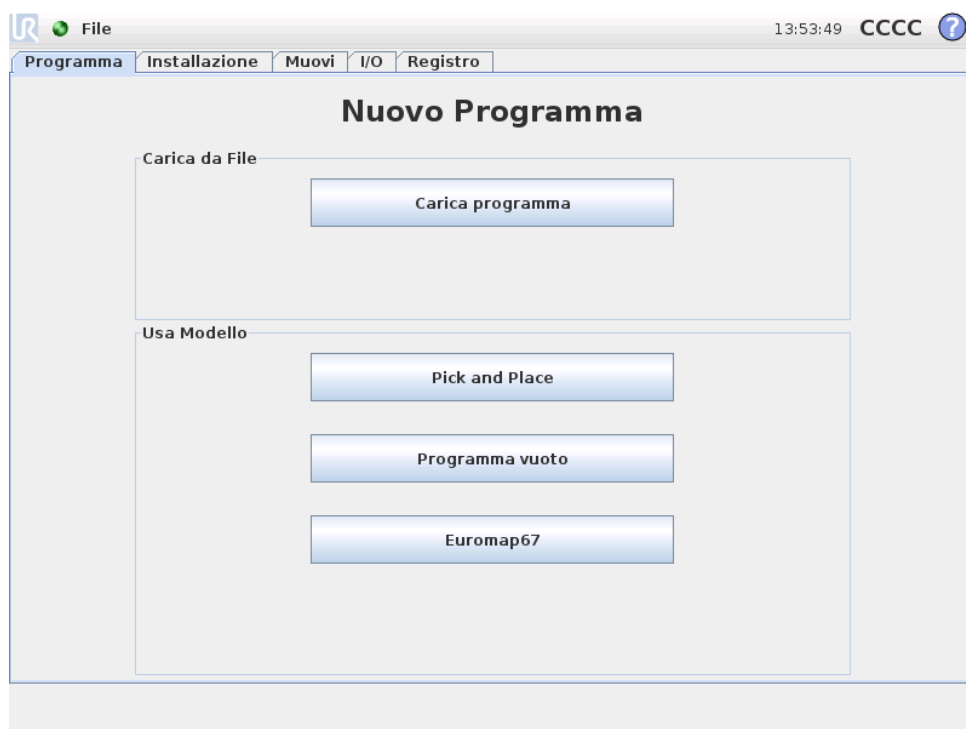 UR File 13:53:49 CCCC ?
Programma Installazione Muovi I/O Registro
Nuovo Programma
Carica da File
Carica programma
Usa Modello
Pick and Place
Programma vuoto
Euromap67